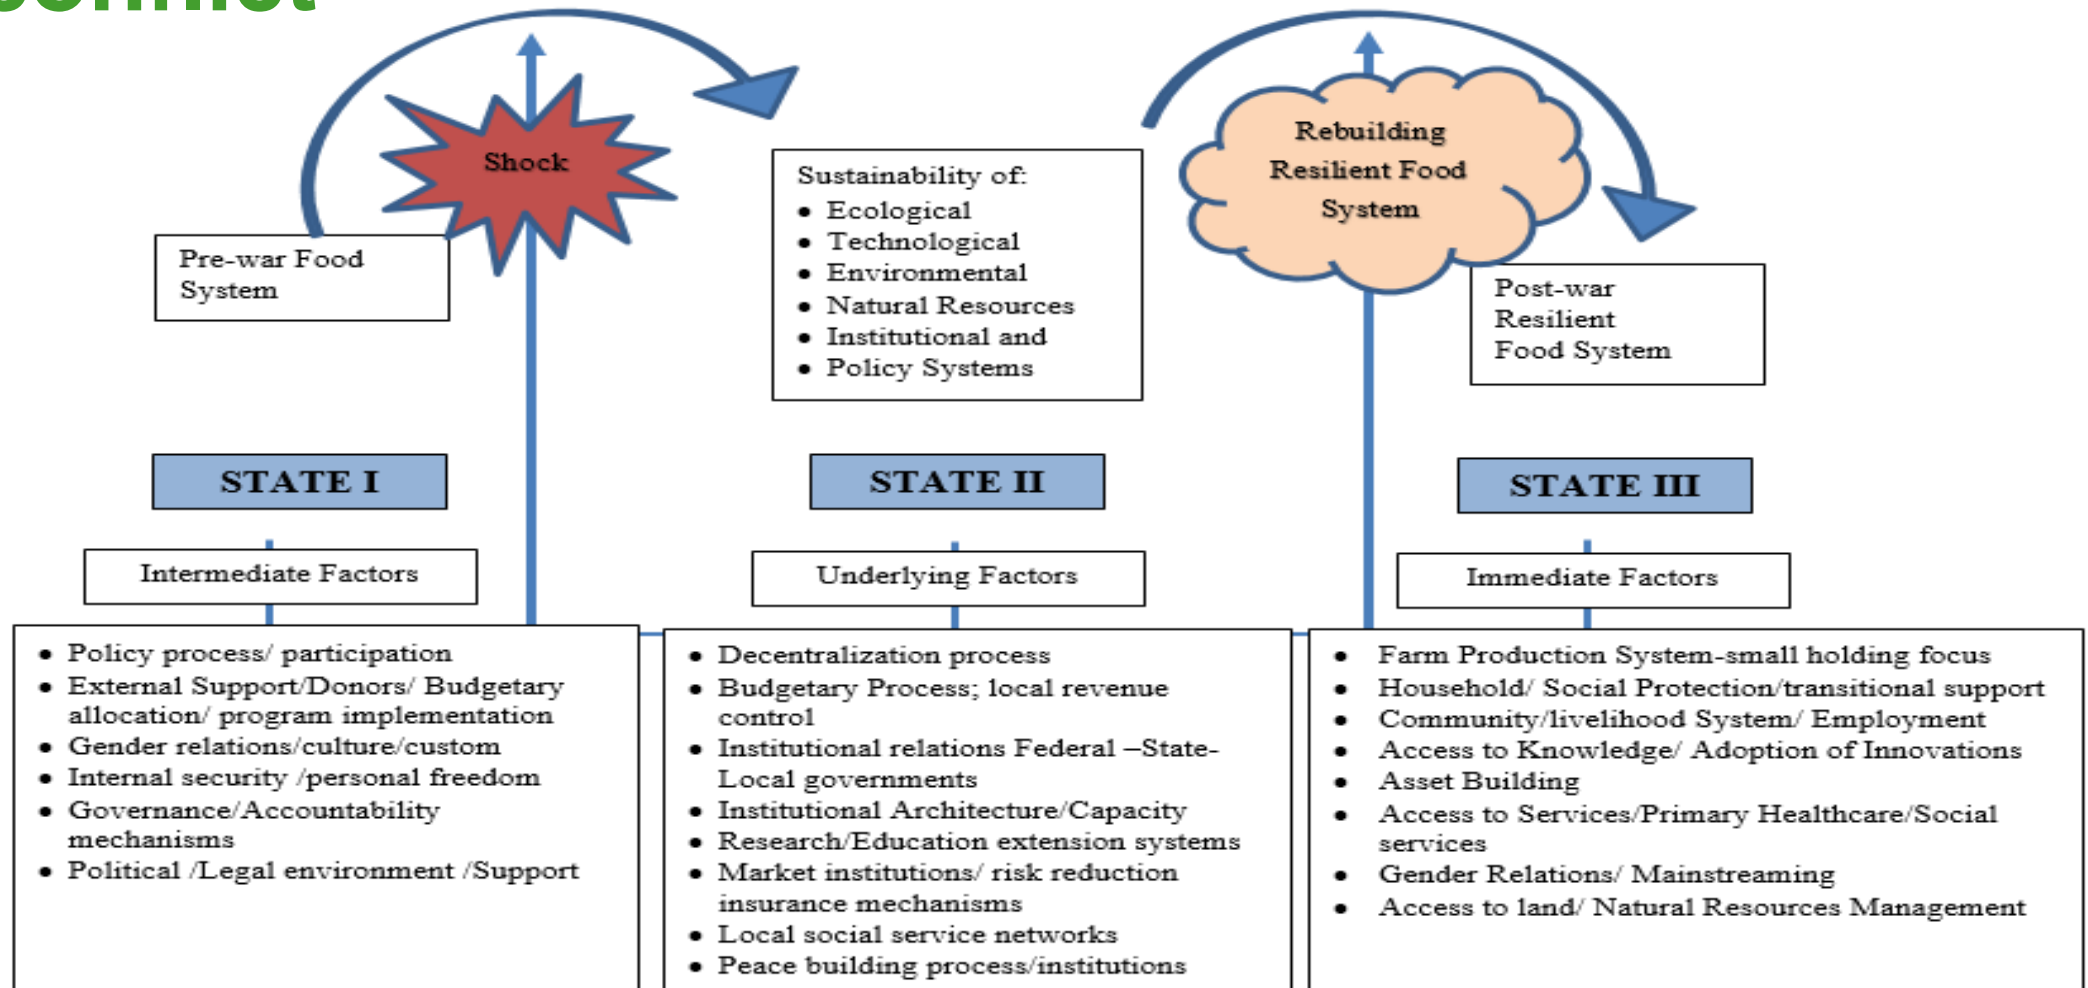 Shock
Rebuilding
Resilient Food
System
Pre-war Food
System
Sustainability of:
• Ecological
• Technological
• Environmental
• Natural Resources
• Institutional and
• Policy Systems
Post-war
Resilient
Food System
STATE I
STATE II
STATE III
Intermediate Factors
Underlying Factors
Immediate Factors
• Policy process/ participation
• External Support/Donors/ Budgetary
allocation/ program implementation
• Gender relations/culture/custom
• Internal security /personal freedom
• Governance/Accountability
mechanisms
• Political /Legal environment /Support
• Decentralization process
• Budgetary Process; local revenue
control
• Institutional relations Federal –State-
Local governments
• Institutional Architecture/Capacity
• Research/Education extension systems
• Market institutions/ risk reduction
insurance mechanisms
• Local social service networks
• Peace building process/institutions
• Farm Production System-small holding focus
• Household/ Social Protection/transitional support
• Community/livelihood System/ Employment
• Access to Knowledge/ Adoption of Innovations
• Asset Building
• Access to Services/Primary Healthcare/Social
services
• Gender Relations/ Mainstreaming
• Access to land/ Natural Resources Management